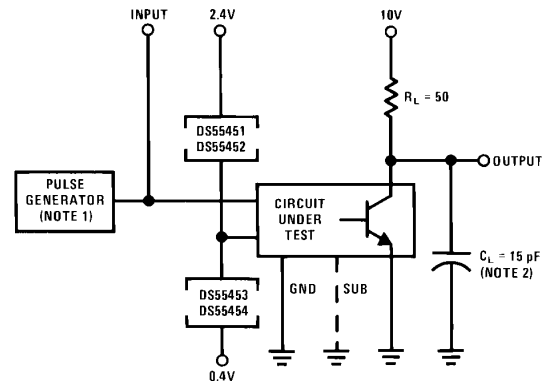 INPUT
2.4V
10V
R_L = 50
DS55451
DS55452
OUTPUT
PULSE
GENERATOR
(NOTE 1)
CIRCUIT
UNDER
TEST
C_L = 15 pF
(NOTE 2)
DS55453
DS55454
GND
SUB
0.4V